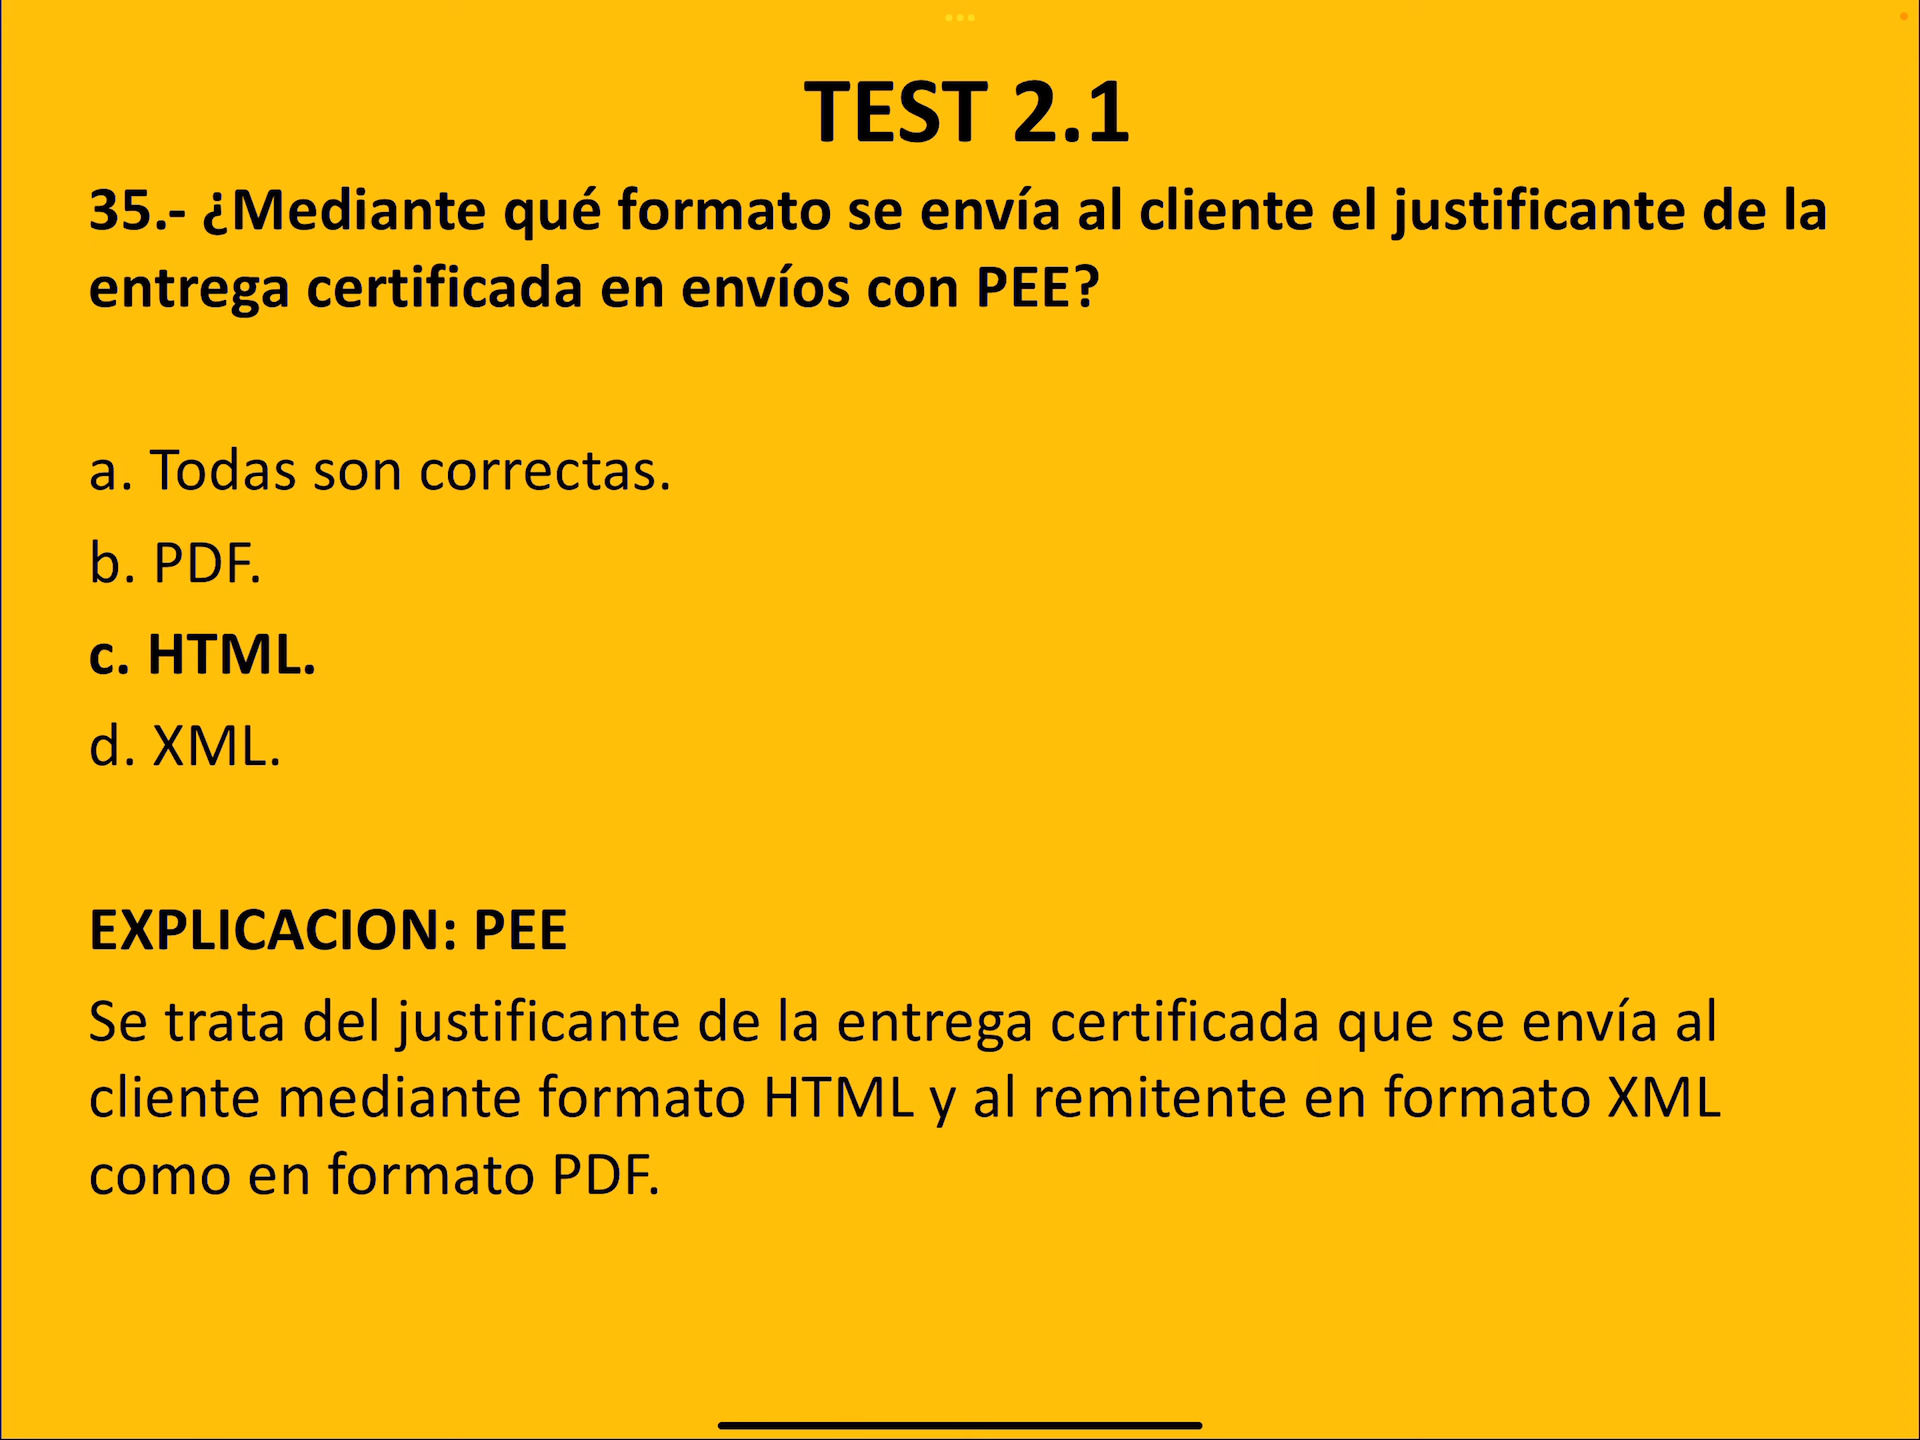 TEST 2.1
35.- ¿Mediante qué formato se envía al cliente el justificante de la
entrega certificada en envíos con PEE?
a. Todas son correctas.
b. PDF.
c. HTML.
d. XML.
EXPLICACION: PEE
Se trata del justificante de la entrega certificada que se envía al
cliente mediante formato HTML y al remitente en formato XML
como en formato PDF.